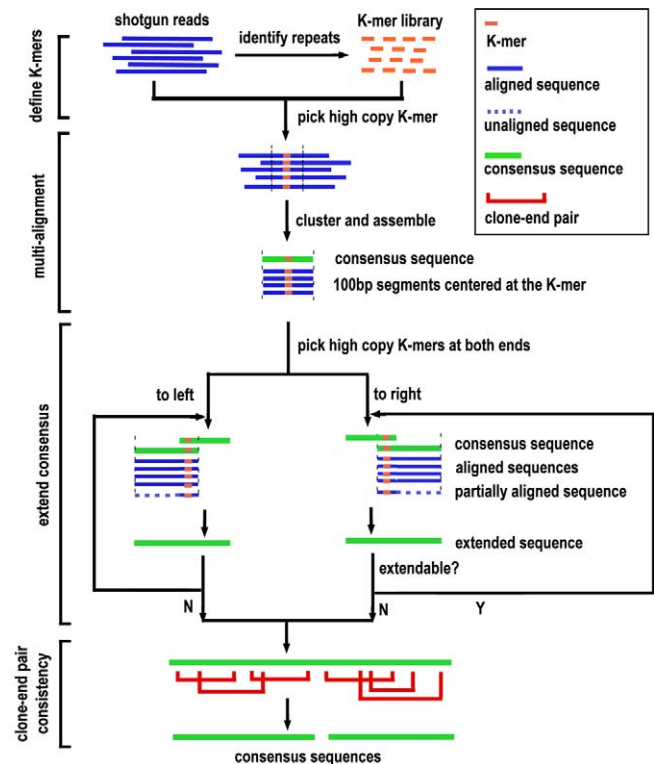 shotgun reads
K-mer library
identify repeats
define K-mers
pick high copy K-mer
K-mer
aligned sequence
unaligned sequence
consensus sequence
clone-end pair
multi-alignment
cluster and assemble
consensus sequence
100bp segments centered at the K-mer
extend consensus
pick high copy K-mers at both ends
to left
to right
consensus sequence
aligned sequences
partially aligned sequence
extended sequence
extendable?
N
N
Y
clone-end pair
consistency
consensus sequences